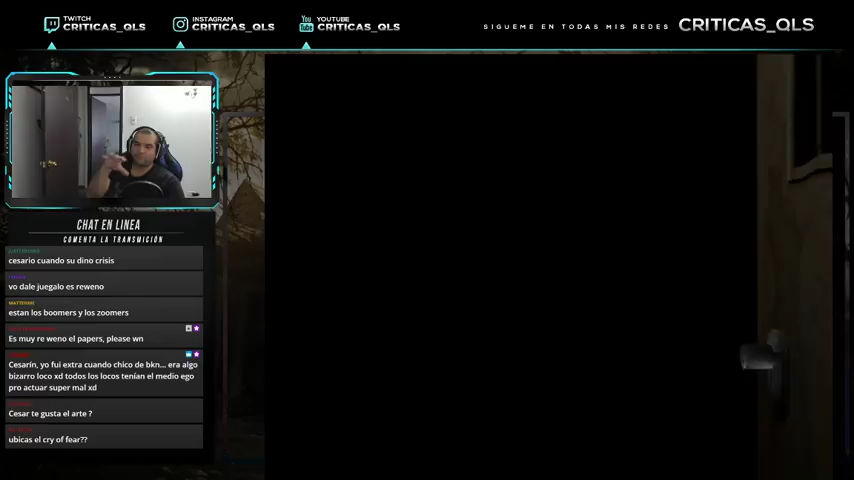 TWITCH
CRITICAS_QLS
INSTAGRAM
CRITICAS_QLS
You Tube
YOUTUBE
CRITICAS_QLS
SIGUEME EN TODAS MIS REDES CRITICAS_QLS
CHAT EN LINEA
COMENTA LA TRANSMICIÓN
cesario cuando su dino crisis
vo dale juegalo es reweno
estan los boomers y los zoomers
Es muy re weno el papers, please wn
Cesarín, yo fui extra cuando chico de bkn... era algo
bizarro loco xd todos los locos tenían el medio ego
pro actuar super mal xd
Cesar te gusta el arte ?
ubicas el cry of fear??